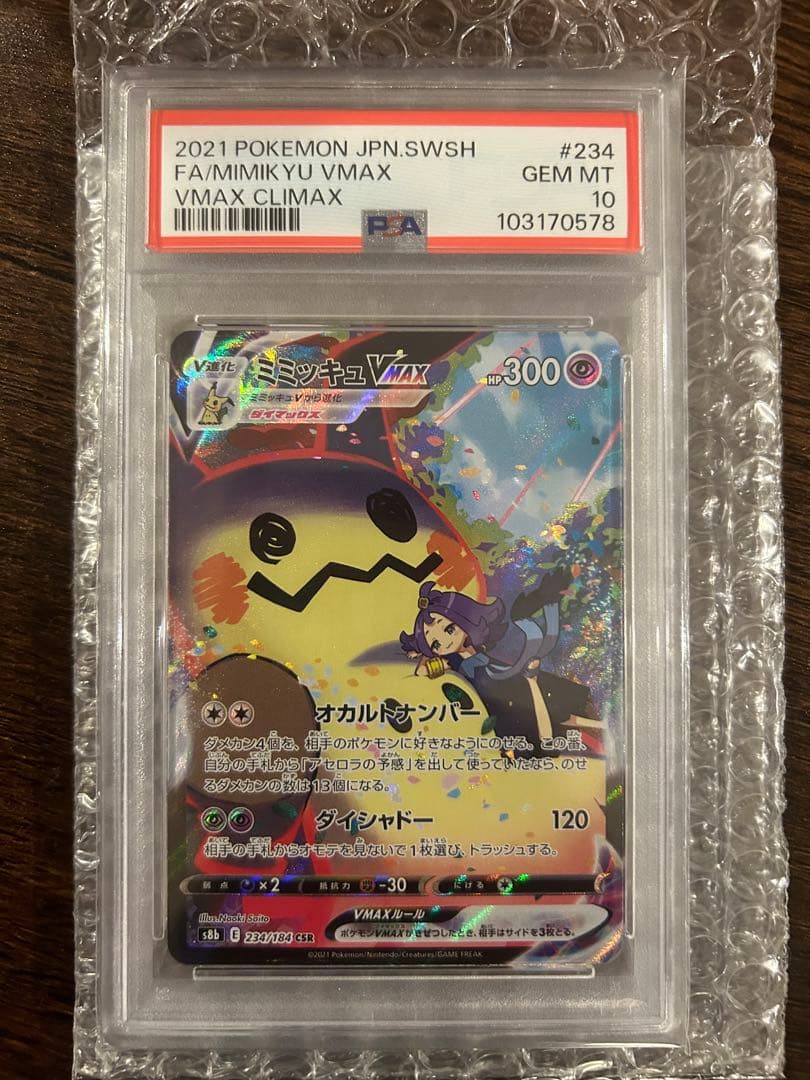 2021 POKEMON JPN.SWSH #234
FA/MIMIKYU VMAX GEM MT
VMAX CLIMAX 10
PSA 103170578
V進化 ミミッキュVMAX HP300
ミミッキュVから進化
ダイマックス
オカルトナンバー
ダメカン4個を、相手のポケモンに好きなようにのせる。この番、
自分の手札から「アセロラの予感」を出して使っていたなら、のせ
るダメカンの数は13個になる。
ダイシャドー 120
相手の手札からオモテを見ないで1枚選び、トラッシュする。
弱点 ×2 抵抗力 -30 にげる
Illus.Naoki Saito
VMAXルール
s8b E 234/184 CSR
ポケモンVMAXがきぜつしたとき、相手はサイドを3枚とる。
©2021 Pokémon/Nintendo/Creatures/GAME FREAK